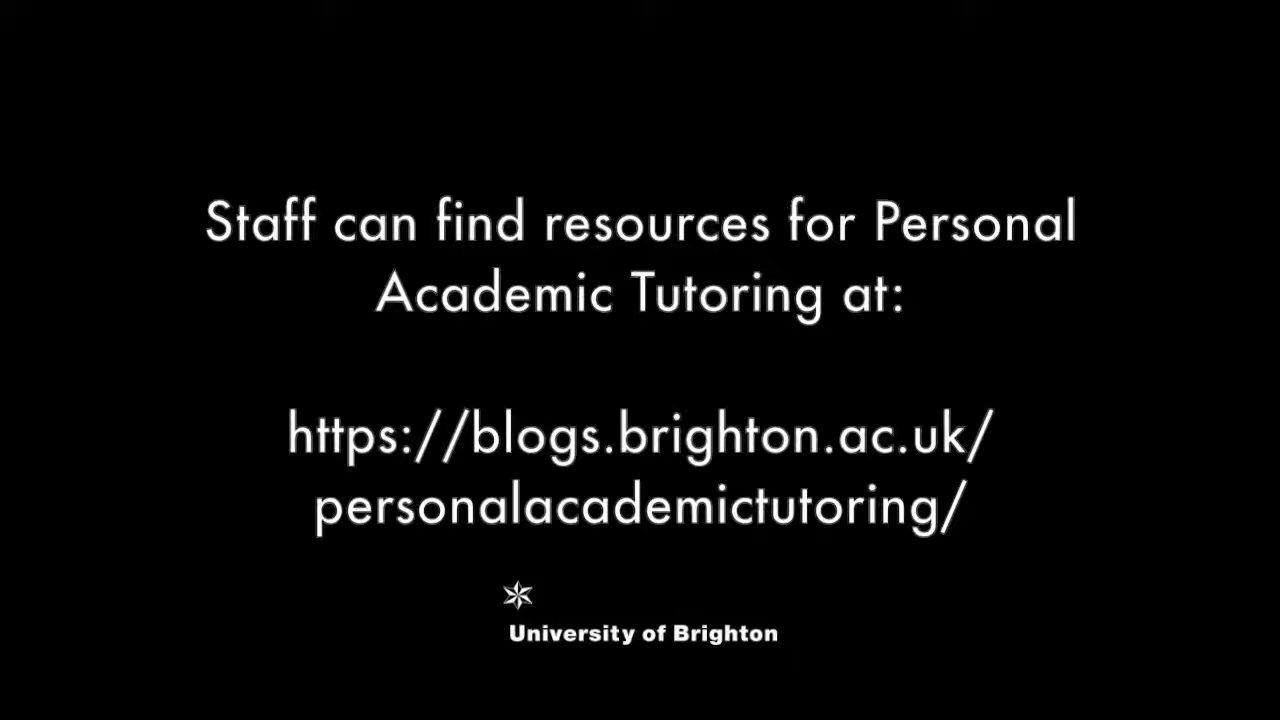 Staff can find resources for Personal
Academic Tutoring at:
https://blogs.brighton.ac.uk/
personalacademictutoring/
University of Brighton